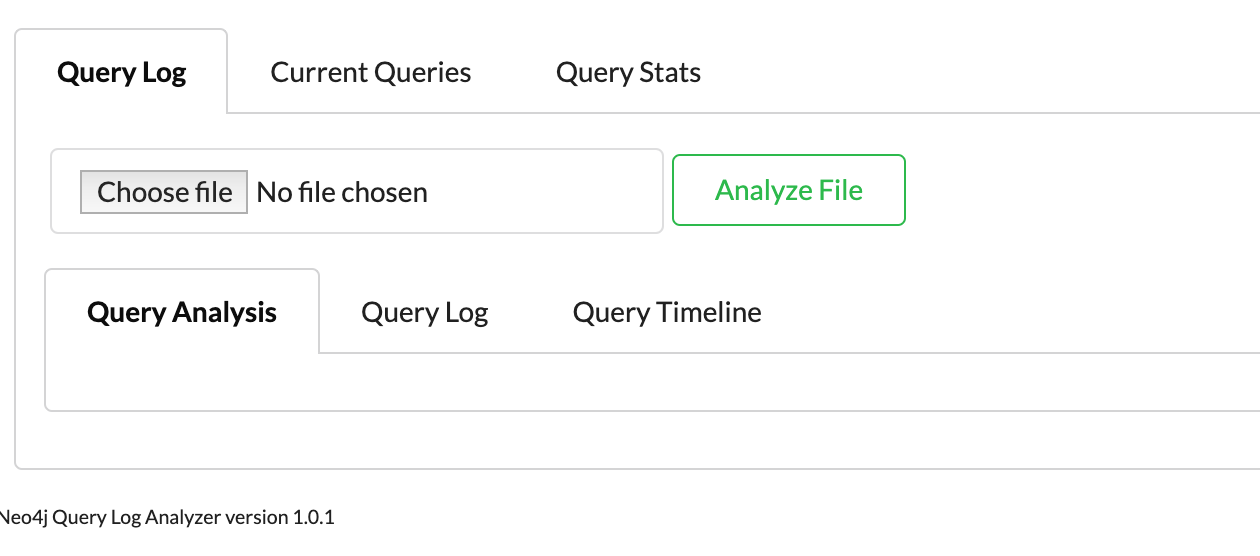 Query Log Current Queries Query Stats
Choose file No file chosen Analyze File
Query Analysis Query Log Query Timeline
Neo4j Query Log Analyzer version 1.0.1